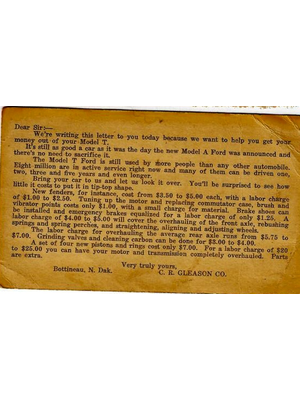 Dear Sir:—
We're writing this letter to you today because we want to help you get your
money out of your Model T.
It's still as good a car as it was the day the new Model A Ford was announced and
there's no need to sacrifice it.
The Model T Ford is still used by more people than any other automobile.
Eight million are in active service right now and many of them can be driven one,
two, three and five years and even longer.
Bring your car to us and let us look it over. You'll be surprised to see how
little it costs to put it in tip-top shape.
New fenders, for instance, cost from $3.50 to $5.00 each, with a labor charge
of $1.00 to $2.50. Tuning up the motor and replacing commutator case, brush and
vibrator points costs only $1.00, with a small charge for material. Brake shoes can
be installed and emergency brakes equalized for a labor charge of only $1.25. A
labor charge of $4.00 to $5.00 will cover the overhauling of the front axle, rebushing
springs and spring perches, and straightening, aligning and adjusting wheels.
The labor charge for overhauling the average rear axle runs from $5.75 to
$7.00. Grinding valves and cleaning carbon can be done for $3.00 to $4.00.
A set of four new pistons and rings cost only $7.00. For a labor charge of $20
to $25.00 you can have your motor and transmission completely overhauled. Parts
are extra.
Very truly yours,
Bottineau, N. Dak. C. R. GLEASON CO.